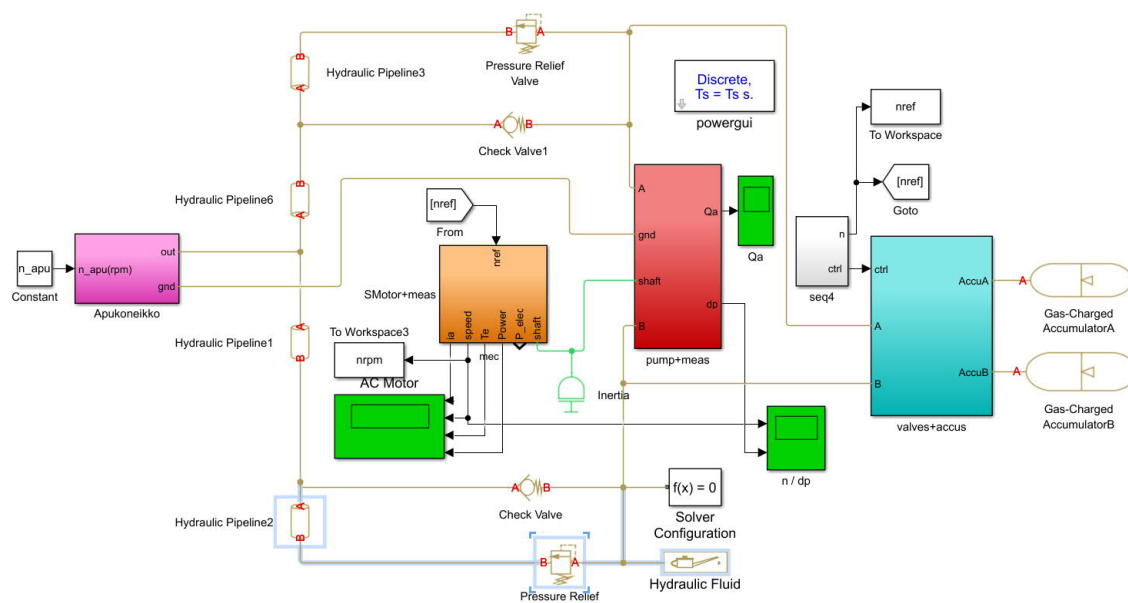 B
A
Pressure Relief
Valve
B
A
Hydraulic Pipeline3
Discrete,
Ts = Ts s.
powergui
nref
To Workspace
A
B
Check Valve1
B
A
Hydraulic Pipeline6
[nref]
From
[nref]
Goto
A
gnd
shaft
B
Qa
dp
pump+meas
Qa
n
ctrl
seq4
n_apu
Constant
n_apu(rpm)
out
gnd
Apukoneikko
nref
SMotor+meas
ia
speed
Te
Power
P_elec
shaft
mec
ctrl
A
B
AccuA
AccuB
valves+accus
A
Gas-Charged
AccumulatorA
A
Gas-Charged
AccumulatorB
A
B
Hydraulic Pipeline1
To Workspace3
nrpm
AC Motor
Inertia
n / dp
A
B
Check Valve
f(x) = 0
Solver
Configuration
A
B
Hydraulic Pipeline2
B
A
Pressure Relief
Hydraulic Fluid